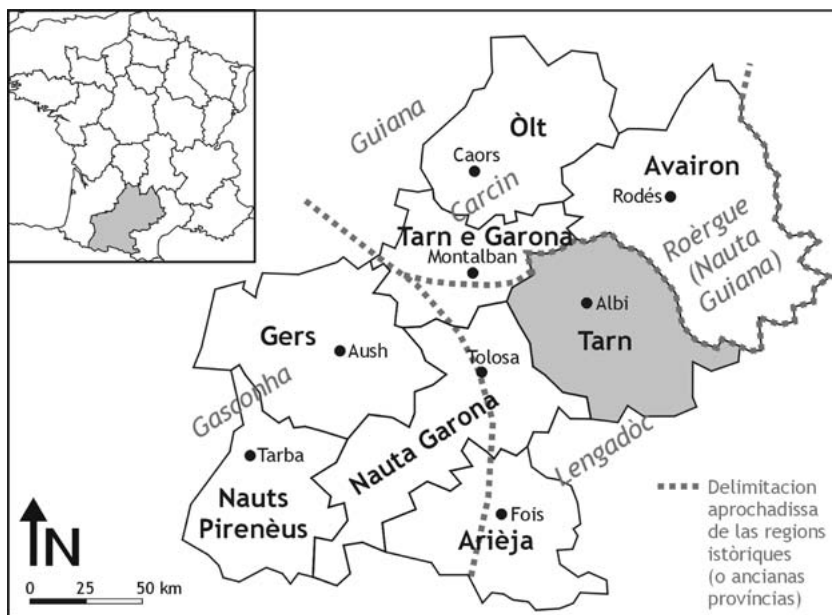 Guiana
Òlt
Caors
Carcin
Avairon
Rodés
Roèrgue
(Nauta
Guiana)
Tarn e Garona
Montalban
Albi
Tarn
Gers
Aush
Tolosa
Gasconha
Nauta Garona
Lengadòc
Tarba
Nauts
Pirenèus
Fois
Arièja
Delimitacion
aprochadissa
de las regions
istòriques
(o ancianas
províncias)
N
0 25 50 km